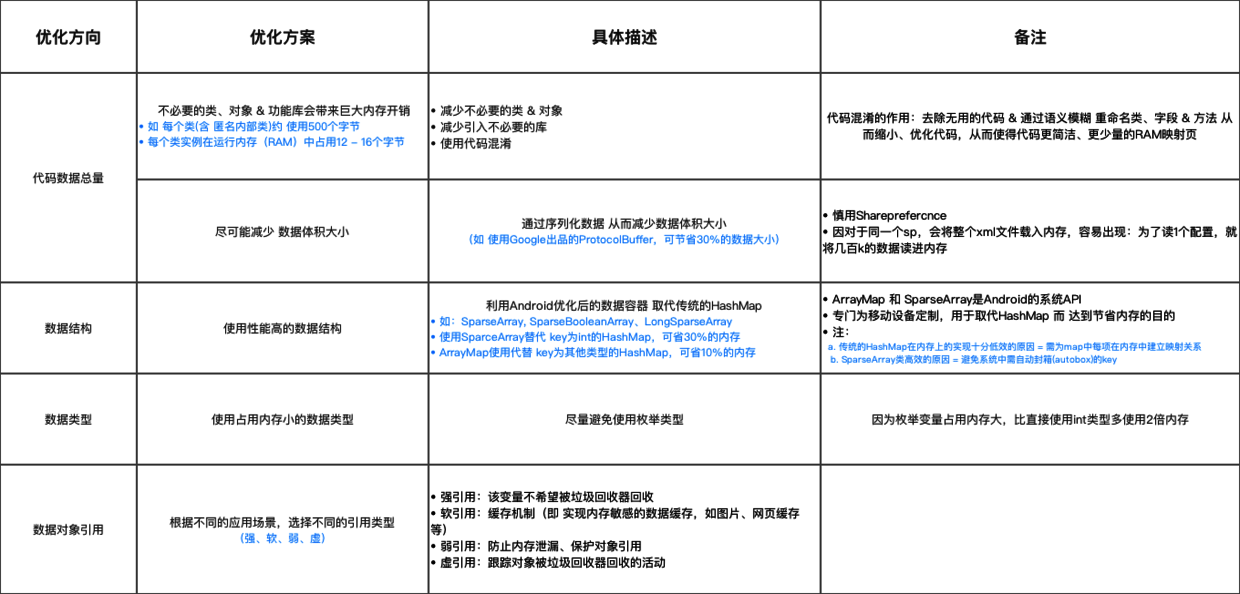 优化方向
优化方案
具体描述
备注
代码数据总量
不必要的类、对象 & 功能库会带来巨大内存开销
• 如 每个类(含 匿名内部类)约 使用500个字节
• 每个类实例在运行内存（RAM）中占用12 - 16个字节
• 减少不必要的类 & 对象
• 减少引入不必要的库
• 使用代码混淆
代码混淆的作用：去除无用的代码 & 通过语义模糊 重命名类、字段 & 方法 从
而缩小、优化代码，从而使得代码更简洁、更少量的RAM映射页
尽可能减少 数据体积大小
通过序列化数据 从而减少数据体积大小
（如 使用Google出品的ProtocolBuffer，可节省30%的数据大小）
• 慎用Shareprefercnce
• 因对于同一个sp，会将整个xml文件载入内存，容易出现：为了读1个配置，就
将几百k的数据读进内存
数据结构
使用性能高的数据结构
利用Android优化后的数据容器 取代传统的HashMap
• 如：SparseArray, SparseBooleanArray、LongSparseArray
• 使用SparceArray替代 key为int的HashMap，可省30%的内存
• ArrayMap使用代替 key为其他类型的HashMap，可省10%的内存
• ArrayMap 和 SparseArray是Android的系统API
• 专门为移动设备定制，用于取代HashMap 而 达到节省内存的目的
• 注：
a. 传统的HashMap在内存上的实现十分低效的原因 = 需为map中每项在内存中建立映射关系
b. SparseArray类高效的原因 = 避免系统中需自动封箱(autobox)的key
数据类型
使用占用内存小的数据类型
尽量避免使用枚举类型
因为枚举变量占用内存大，比直接使用int类型多使用2倍内存
数据对象引用
根据不同的应用场景，选择不同的引用类型
（强、软、弱、虚）
• 强引用：该变量不希望被垃圾回收器回收
• 软引用：缓存机制（即 实现内存敏感的数据缓存，如图片、网页缓存
等）
• 弱引用：防止内存泄漏、保护对象引用
• 虚引用：跟踪对象被垃圾回收器回收的活动